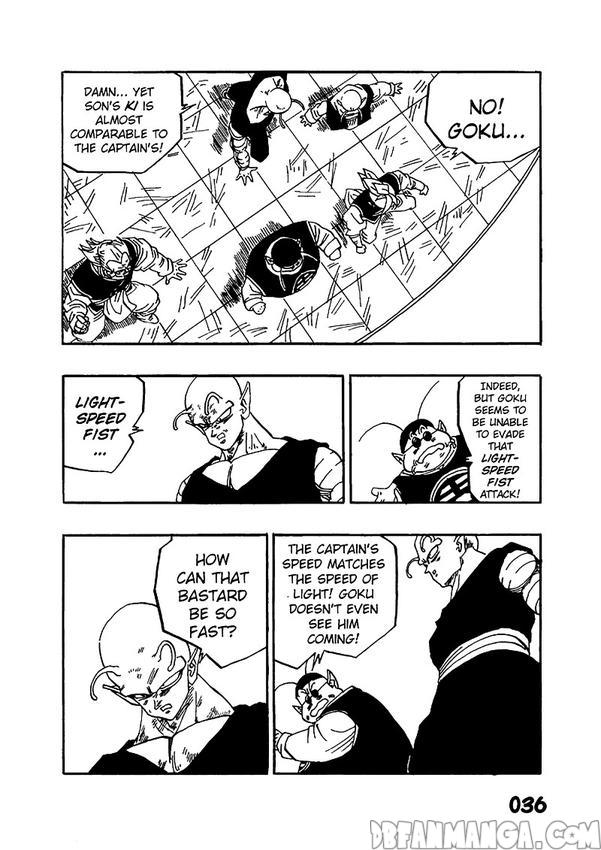 DAMN... YET
SON'S KI IS
ALMOST
COMPARABLE TO
THE CAPTAIN'S!
NO!
GOKU...
LIGHT-
SPEED
FIST
...
INDEED,
BUT GOKU
SEEMS TO
BE UNABLE
TO EVADE
THAT
LIGHT-
SPEED
FIST
ATTACK!
HOW
CAN THAT
BASTARD
BE SO
FAST?
THE CAPTAIN'S
SPEED MATCHES
THE SPEED OF
LIGHT! GOKU
DOESN'T EVEN
SEE HIM
COMING!
036
DBFANMANGA.COM